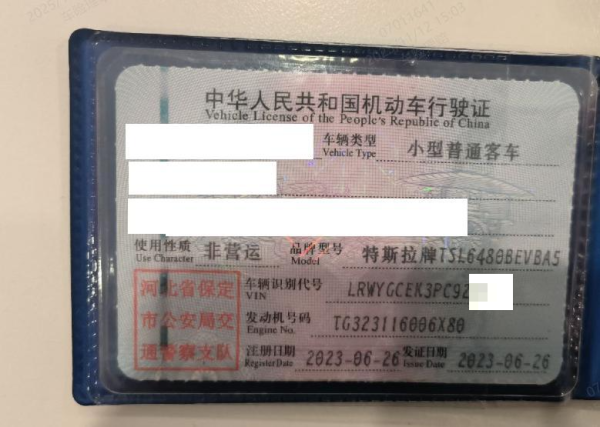 中华人民共和国机动车行驶证
Vehicle License of the People's Republic of China
车辆类型 小型普通客车
Vehicle Type
使用性质 非营运 品牌型号 特斯拉牌TSL6480BEVBA5
Use Character Model
河北省保定
市公安局交
通警察支队
车辆识别代号 LRWYGCEK3PC92
VIN
发动机号码 TG323116006X80
Engine No.
注册日期 2023-06-26 发证日期 2023-06-26
Register Date Issue Date